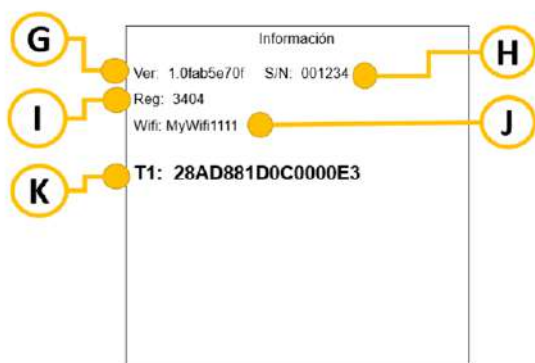 Información
G
H
Ver: 1.0fab5e70f S/N: 001234
I
Reg: 3404
J
Wifi: MyWifi1111
K
T1: 28AD881D0C0000E3